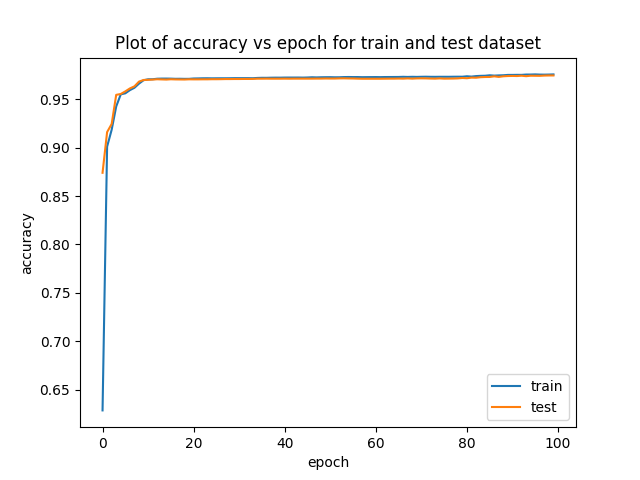 Plot of accuracy vs epoch for train and test dataset
0.95
0.90
0.85
0.80
0.75
0.70
0.65
accuracy
train
test
0 20 40 60 80 100
epoch